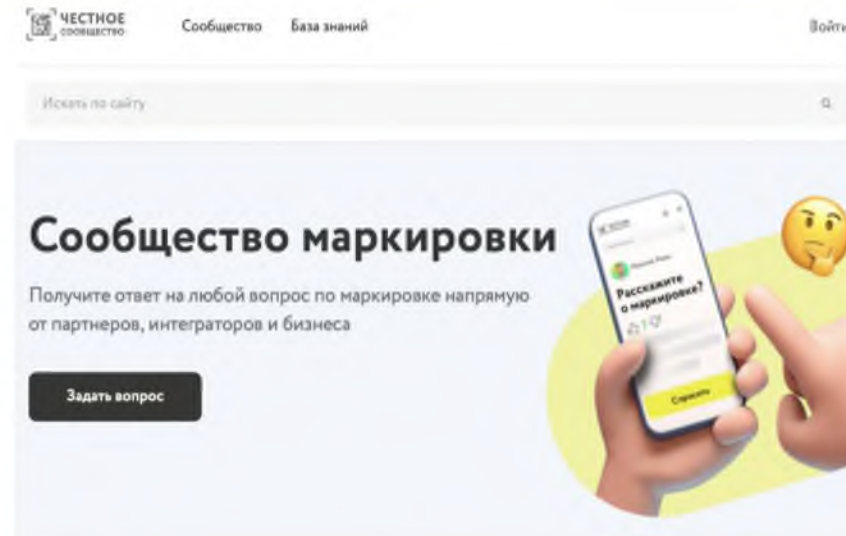 ЧЕСТНОЕ
СООБЩЕСТВО
Сообщество База знаний
Войти
Искать по сайту
Сообщество маркировки
Получите ответ на любой вопрос по маркировке напрямую
от партнеров, интеграторов и бизнеса
Задать вопрос
Расскажите
о маркировке?
Спросить